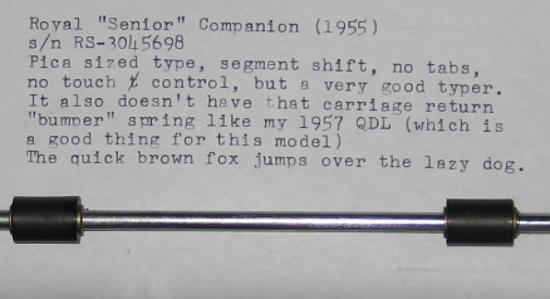 Royal "Senior" Companion (1955)
s/n RS-3045698
Pica sized type, segment shift, no tabs,
no touch ⁒ control, but a very good typer.
It also doesn't have that carriage return
"bumper" spring like my 1957 QDL (which is
a good thing for this model)
The quick brown fox jumps over the lazy dog.